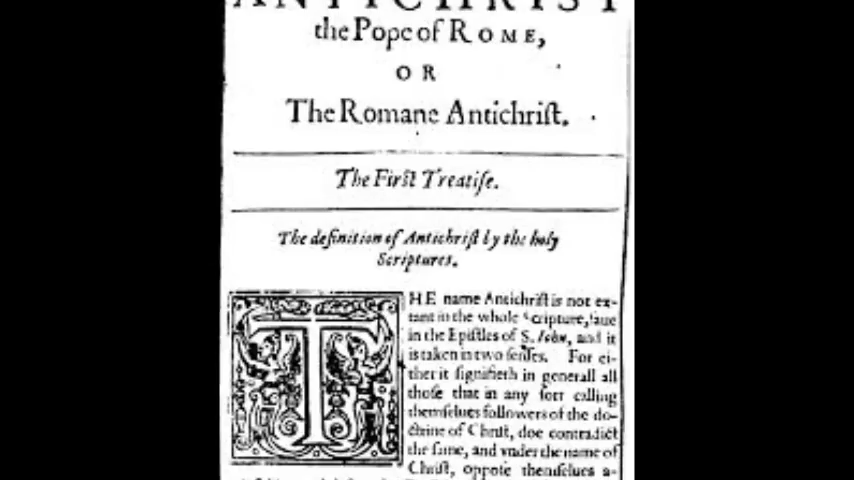 ANTICHRIST
the Pope of ROME,
OR
The Romane Antichriſt.
The Firſt Treatiſe.
The definition of Antichriſt by the holy
Scriptures.
THE name Antichriſt is not ex-
tant in the whole Scripture, ſaue
in the Epiſtles of S. Iohn, and it
is taken in two ſenſes. For ei-
ther it ſignifieth in generall all
thoſe that in any ſort calling
themſelues followers of the do-
ctrine of Chriſt, doe contradict
the ſame, and vnder the name of
Chriſt, oppoſe themſelues a-